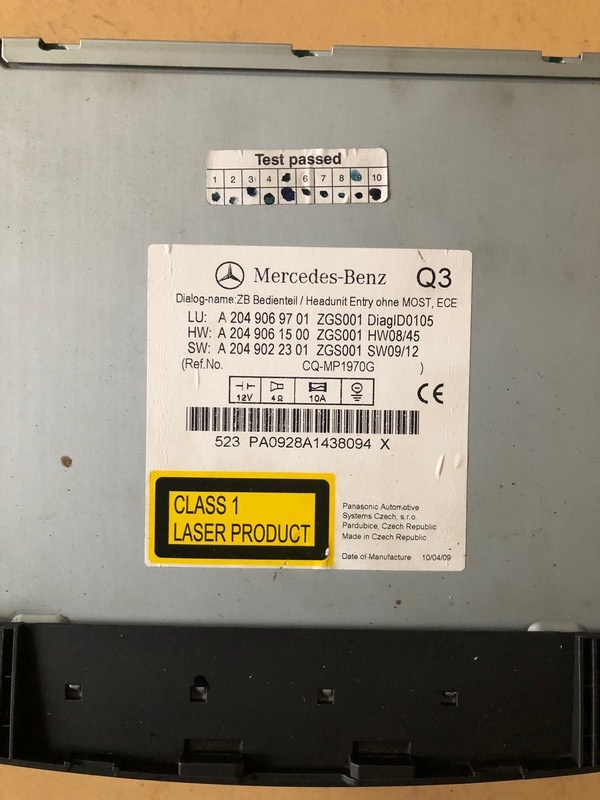 Test passed
1 2 3 4 5 6 7 8 9 10
Mercedes-Benz Q3
Dialog-name:ZB Bedienteil / Headunit Entry ohne MOST, ECE
LU: A 204 906 97 01 ZGS001 DiagID0105
HW: A 204 906 15 00 ZGS001 HW08/45
SW: A 204 902 23 01 ZGS001 SW09/12
(Ref.No. CQ-MP1970G )
12V 4Ω 10A
CE
523 PA0928A1438094 X
CLASS 1
LASER PRODUCT
Panasonic Automotive
Systems Czech, s.r.o.
Pardubice, Czech Republic
Made in Czech Republic
Date of Manufacture 10/04/09